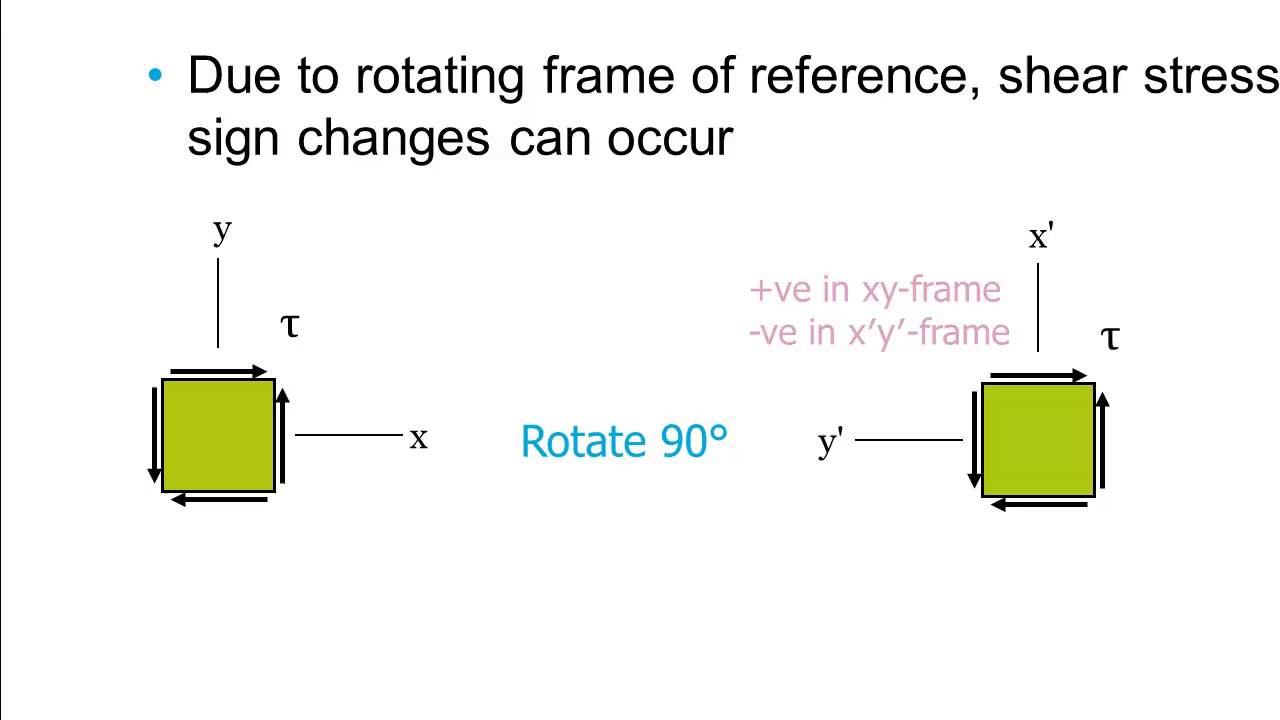 • Due to rotating frame of reference, shear stress
sign changes can occur
y
x'
+ve in xy-frame
-ve in x′y′-frame
τ
τ
x
Rotate 90°
y'